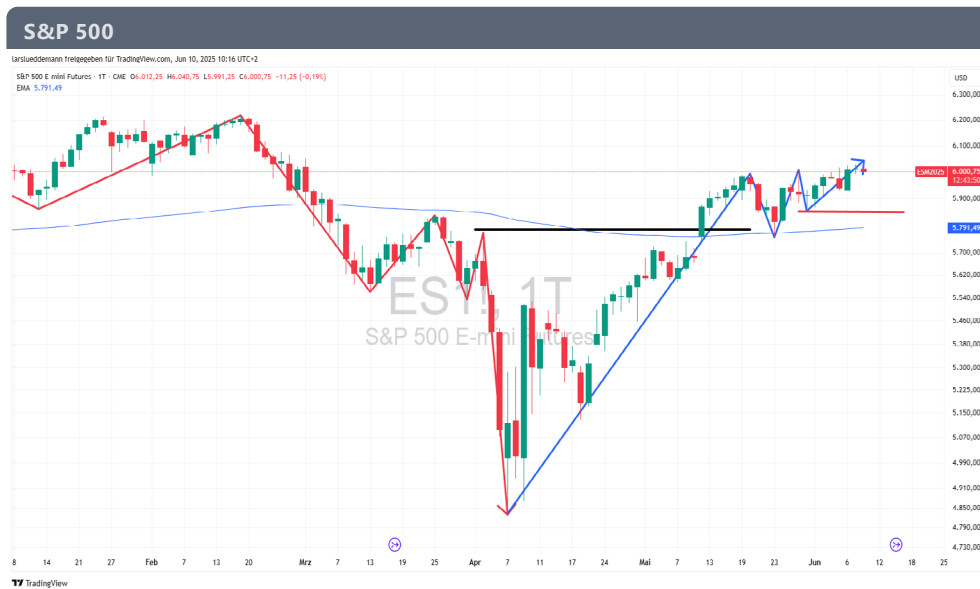 S&P 500
larslueddemann freigegeben für TradingView.com, Jun 10, 2025 10:16 UTC+2
S&P 500 E mini Futures · 1T · CME O6.012,25 H6.040,75 L5.991,25 C6.000,75 −11,25 (−0,19%)
EMA 5.791,49
USD
6.300,00
6.200,00
6.100,00
ESM2025 6.000,75
12:43:50
5.900,00
5.791,49
5.700,00
5.620,00
5.540,00
5.460,00
5.380,00
5.300,00
5.225,00
5.150,00
5.070,00
4.990,00
4.910,00
4.850,00
4.790,00
4.730,00
ES1!, 1T
S&P 500 E-mini Futures
8 14 21 27 Feb 7 13 20 Mrz 7 13 19 25 Apr 7 11 17 24 Mai 7 13 19 23 Jun 6 12 18 25
TradingView